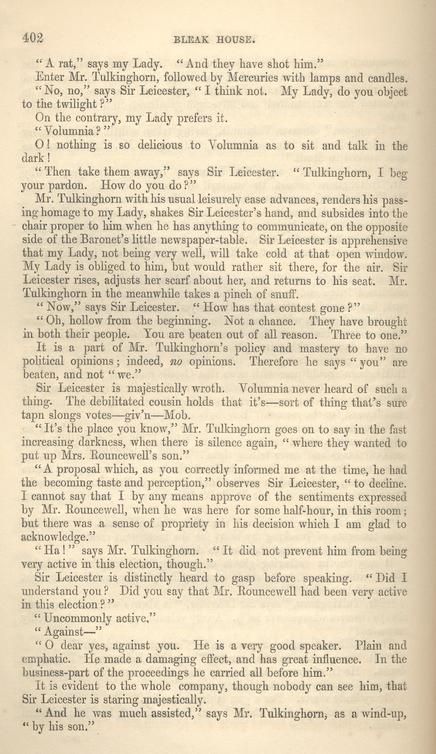 402 BLEAK HOUSE.
“A rat,” says my Lady. “And they have shot him.”
Enter Mr. Tulkinghorn, followed by Mercuries with lamps and candles.
“No, no,” says Sir Leicester, “I think not. My Lady, do you object
to the twilight?”
On the contrary, my Lady prefers it.
“Volumnia?”
O! nothing is so delicious to Volumnia as to sit and talk in the
dark!
“Then take them away,” says Sir Leicester. “Tulkinghorn, I beg
your pardon. How do you do?”
Mr. Tulkinghorn with his usual leisurely ease advances, renders his pass-
ing homage to my Lady, shakes Sir Leicester's hand, and subsides into the
chair proper to him when he has anything to communicate, on the opposite
side of the Baronet's little newspaper-table. Sir Leicester is apprehensive
that my Lady, not being very well, will take cold at that open window.
My Lady is obliged to him, but would rather sit there, for the air. Sir
Leicester rises, adjusts her scarf about her, and returns to his seat. Mr.
Tulkinghorn in the meanwhile takes a pinch of snuff.
“Now,” says Sir Leicester. “How has that contest gone?”
“Oh, hollow from the beginning. Not a chance. They have brought
in both their people. You are beaten out of all reason. Three to one.”
It is a part of Mr. Tulkinghorn's policy and mastery to have no
political opinions; indeed, no opinions. Therefore he says “you” are
beaten, and not “we.”
Sir Leicester is majestically wroth. Volumnia never heard of such a
thing. The debilitated cousin holds that it's—sort of thing that's sure
tapn slongs votes—giv'n—Mob.
“It's the place you know,” Mr. Tulkinghorn goes on to say in the fast
increasing darkness, when there is silence again, “where they wanted to
put up Mrs. Rouncewell's son.”
“A proposal which, as you correctly informed me at the time, he had
the becoming taste and perception,” observes Sir Leicester, “to decline.
I cannot say that I by any means approve of the sentiments expressed
by Mr. Rouncewell, when he was here for some half-hour, in this room;
but there was a sense of propriety in his decision which I am glad to
acknowledge.”
“Ha!” says Mr. Tulkinghorn. “It did not prevent him from being
very active in this election, though.”
Sir Leicester is distinctly heard to gasp before speaking. “Did I
understand you? Did you say that Mr. Rouncewell had been very active
in this election?”
“Uncommonly active.”
“Against—”
“O dear yes, against you. He is a very good speaker. Plain and
emphatic. He made a damaging effect, and has great influence. In the
business-part of the proceedings he carried all before him.”
It is evident to the whole company, though nobody can see him, that
Sir Leicester is staring majestically.
“And he was much assisted,” says Mr. Tulkinghorn, as a wind-up,
“by his son.”